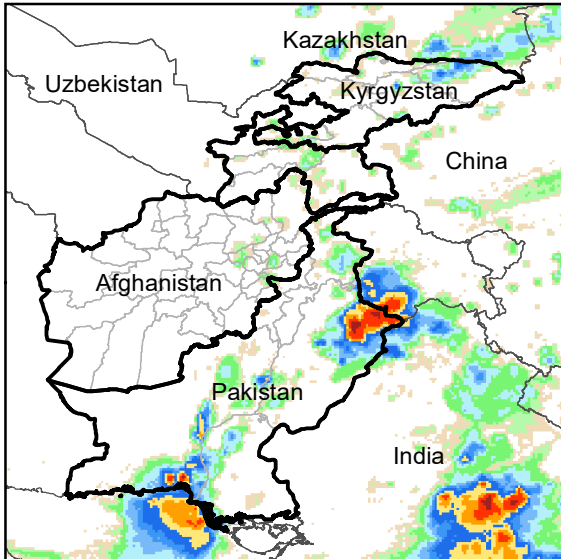 Kazakhstan
Uzbekistan
Kyrgyzstan
China
Afghanistan
Pakistan
India